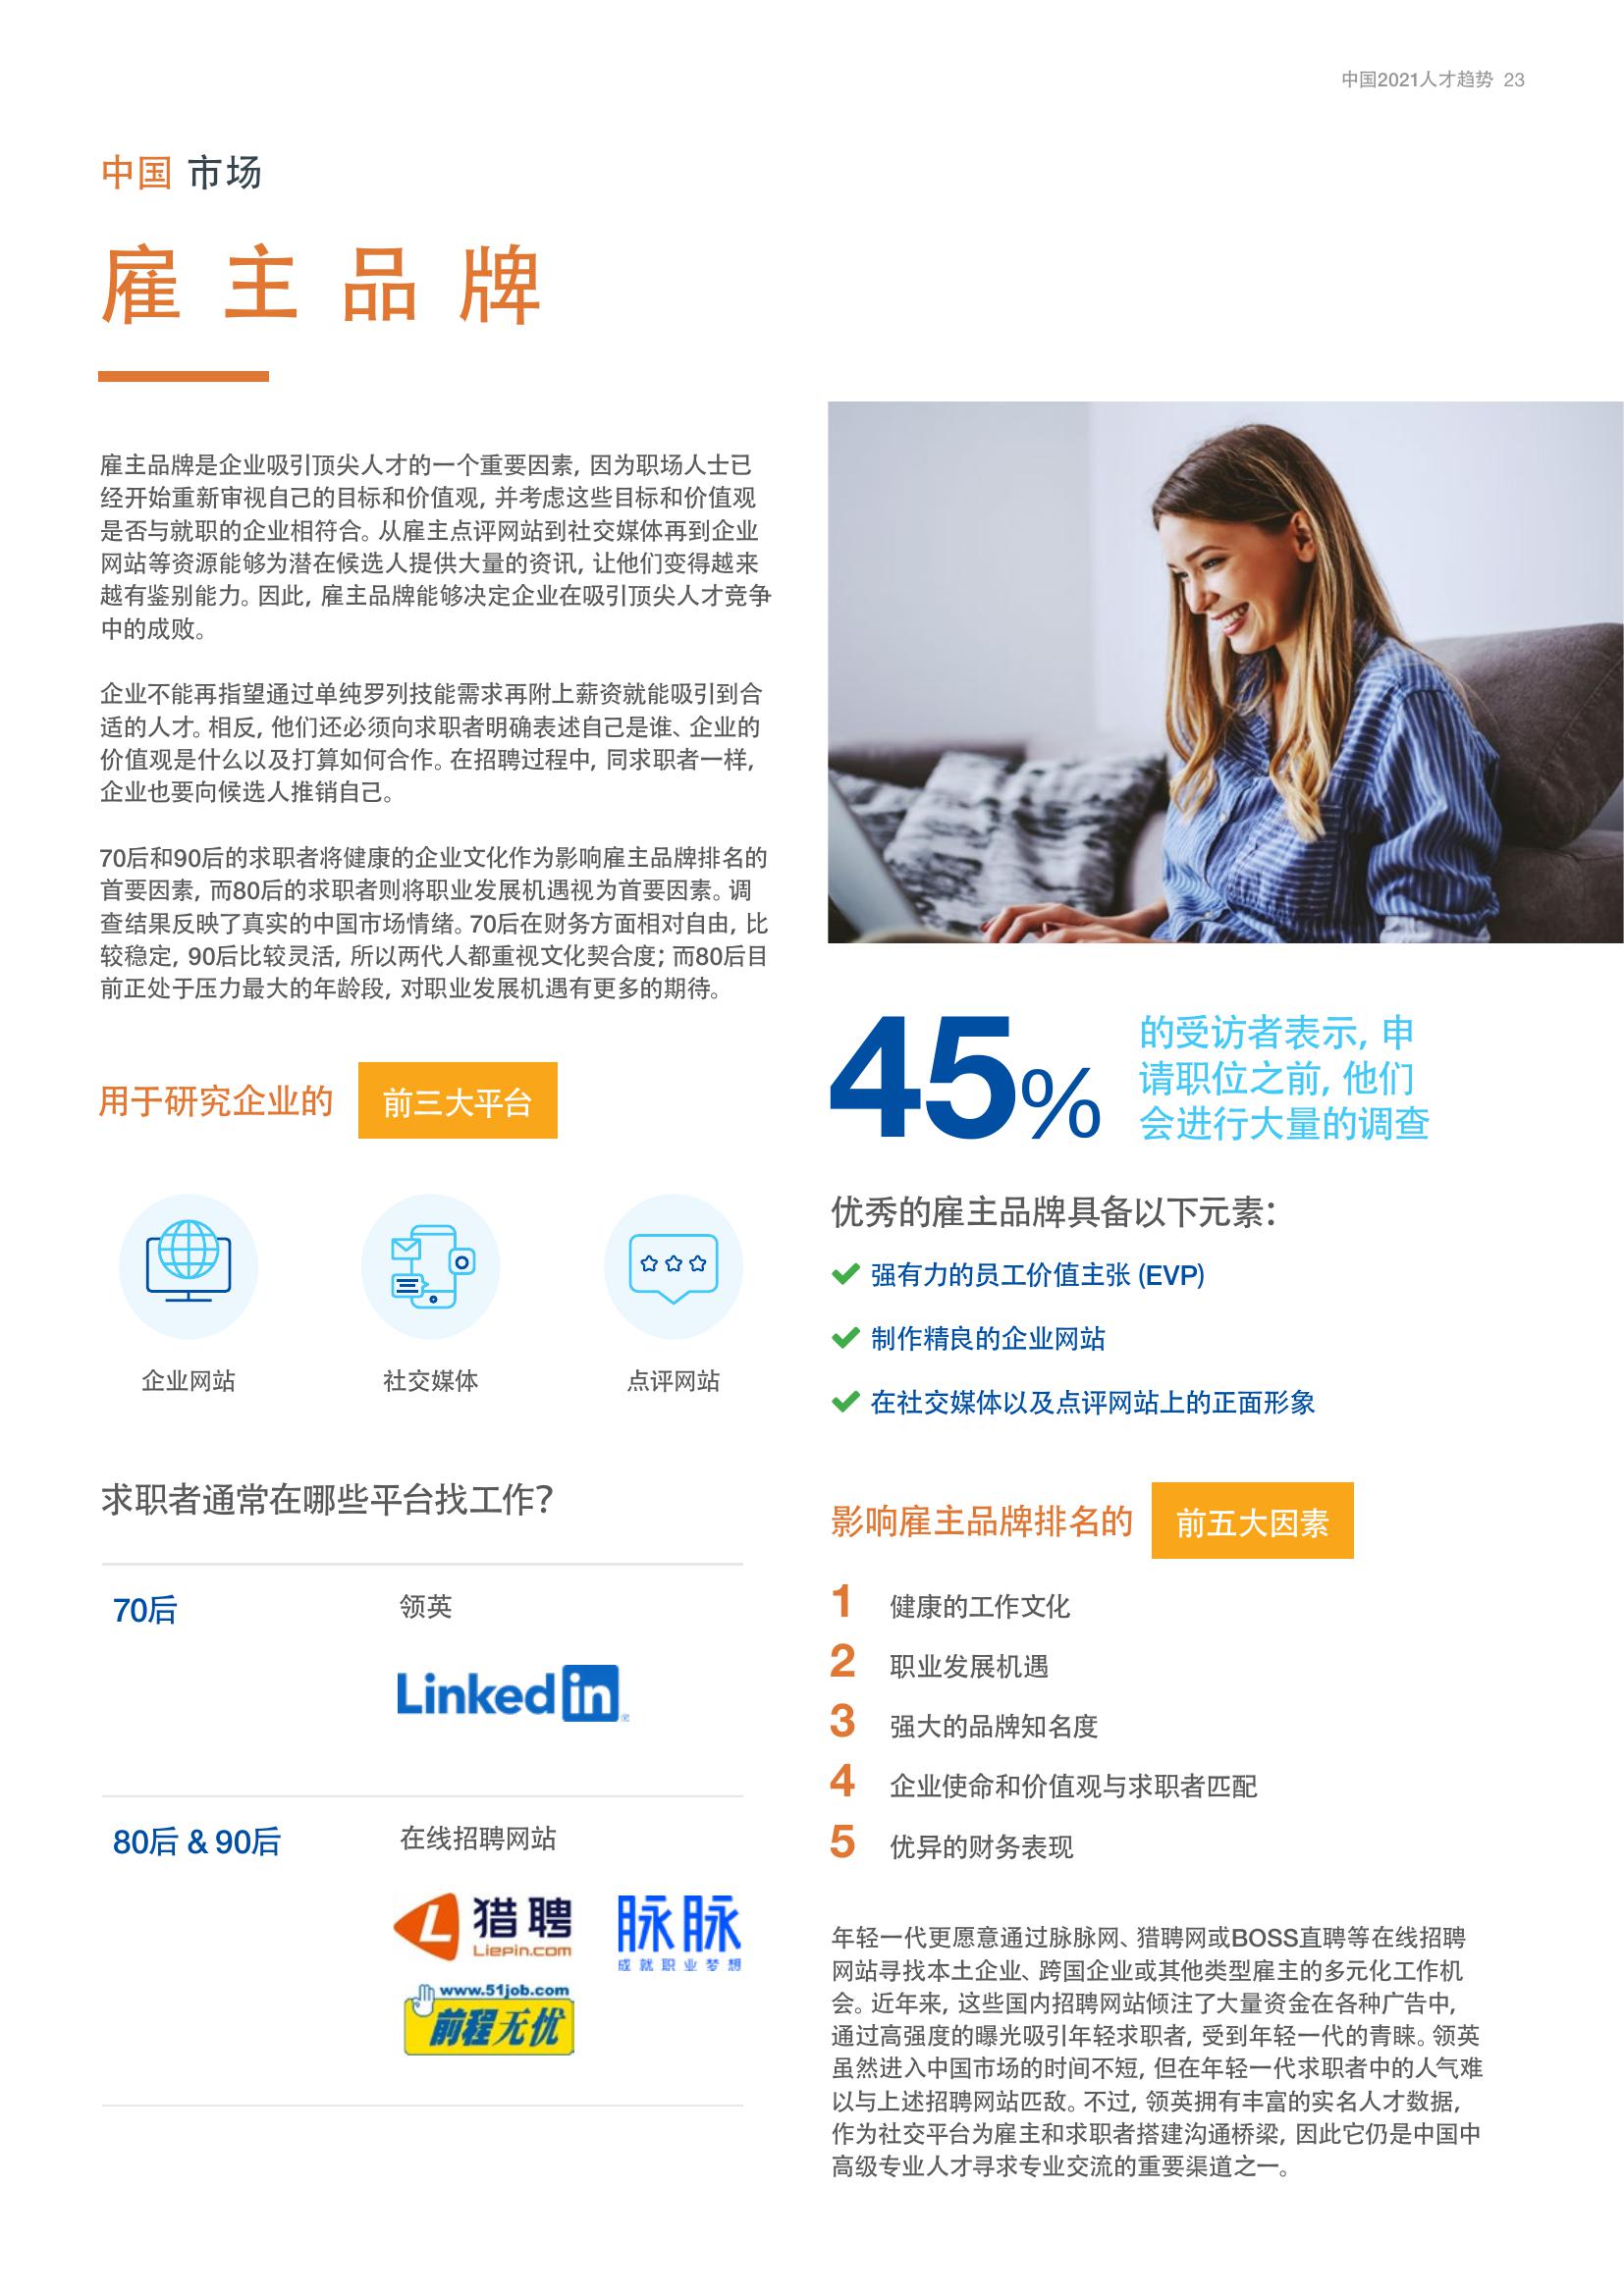 中国2021人才趋势 23
中国 市场
雇主品牌
雇主品牌是企业吸引顶尖人才的一个重要因素，因为职场人士已
经开始重新审视自己的目标和价值观，并考虑这些目标和价值观
是否与就职的企业相符合。从雇主点评网站到社交媒体再到企业
网站等资源能够为潜在候选人提供大量的资讯，让他们变得越来
越有鉴别能力。因此，雇主品牌能够决定企业在吸引顶尖人才竞争
中的成败。
企业不能再指望通过单纯罗列技能需求再附上薪资就能吸引到合
适的人才。相反，他们还必须向求职者明确表述自己是谁、企业的
价值观是什么以及打算如何合作。在招聘过程中，同求职者一样，
企业也要向候选人推销自己。
70后和90后的求职者将健康的企业文化作为影响雇主品牌排名的
首要因素，而80后的求职者则将职业发展机遇视为首要因素。调
查结果反映了真实的中国市场情绪。70后在财务方面相对自由，比
较稳定，90后比较灵活，所以两代人都重视文化契合度；而80后目
前正处于压力最大的年龄段，对职业发展机遇有更多的期待。
用于研究企业的 前三大平台
企业网站 社交媒体 点评网站
求职者通常在哪些平台找工作？
70后 领英
LinkedIn
80后 & 90后 在线招聘网站
猎聘 脉脉
Liepin.com 成就职业梦想
www.51job.com
前程无忧
45%
的受访者表示，申
请职位之前，他们
会进行大量的调查
优秀的雇主品牌具备以下元素：
强有力的员工价值主张 (EVP)
制作精良的企业网站
在社交媒体以及点评网站上的正面形象
影响雇主品牌排名的 前五大因素
1 健康的工作文化
2 职业发展机遇
3 强大的品牌知名度
4 企业使命和价值观与求职者匹配
5 优异的财务表现
年轻一代更愿意通过脉脉网、猎聘网或BOSS直聘等在线招聘
网站寻找本土企业、跨国企业或其他类型雇主的多元化工作机
会。近年来，这些国内招聘网站倾注了大量资金在各种广告中，
通过高强度的曝光吸引年轻求职者，受到年轻一代的青睐。领英
虽然进入中国市场的时间不短，但在年轻一代求职者中的人气难
以与上述招聘网站匹敌。不过，领英拥有丰富的实名人才数据，
作为社交平台为雇主和求职者搭建沟通桥梁，因此它仍是中国中
高级专业人才寻求专业交流的重要渠道之一。